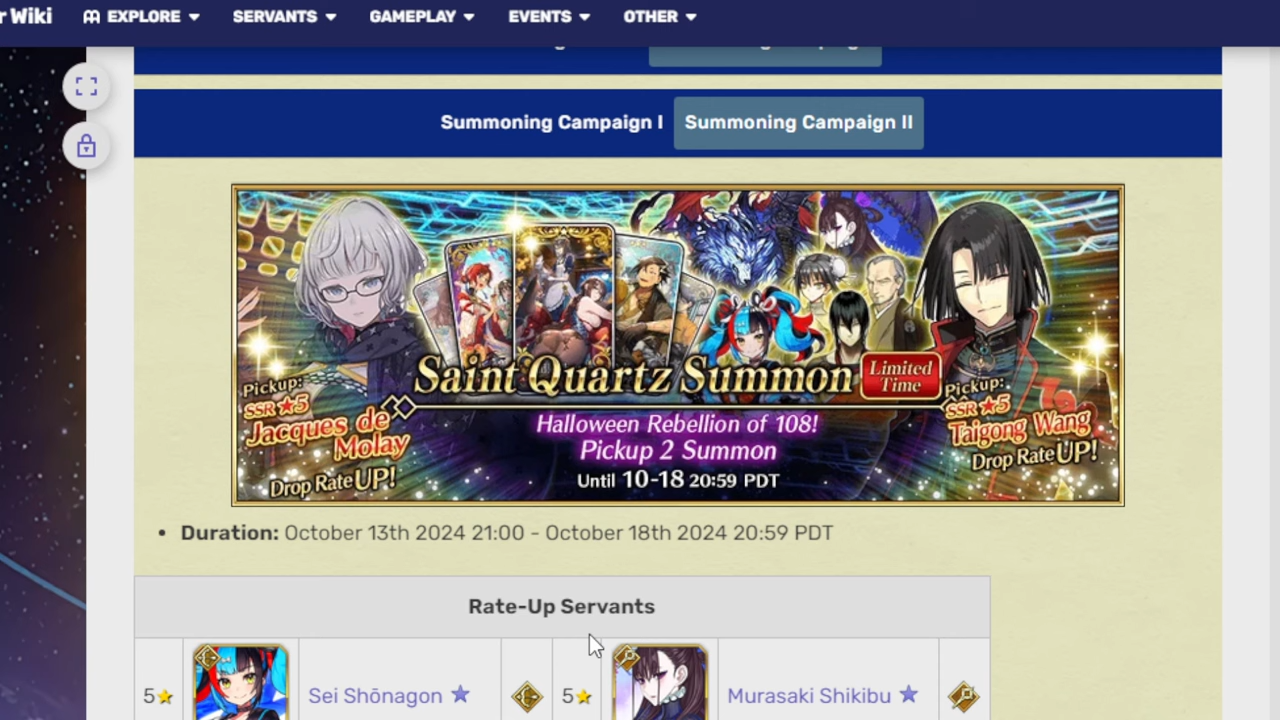 r Wiki
EXPLORE
SERVANTS
GAMEPLAY
EVENTS
OTHER
Summoning Campaign I
Summoning Campaign II
Pickup:
SSR ★5
Jacques de
Molay
Drop Rate UP!
Saint Quartz Summon
Limited
Time
Halloween Rebellion of 108!
Pickup 2 Summon
Until 10-18 20:59 PDT
Pickup:
SSR ★5
Taigong Wang
Drop Rate UP!
• Duration: October 13th 2024 21:00 - October 18th 2024 20:59 PDT
Rate-Up Servants
5★
Sei Shōnagon ★
5★
Murasaki Shikibu ★